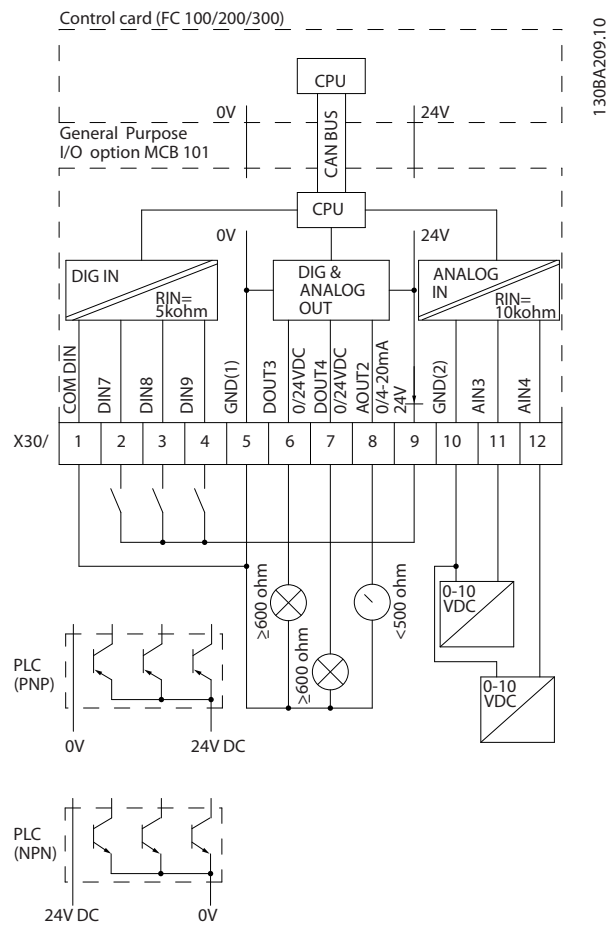 Control card (FC 100/200/300)
130BA209.10
CPU
0V
24V
General Purpose
I/O option MCB 101
CAN BUS
CPU
0V
24V
DIG IN
RIN=
5kohm
DIG &
ANALOG
OUT
ANALOG
IN
RIN=
10kohm
COM DIN
DIN7
DIN8
DIN9
GND(1)
DOUT3
0/24VDC
DOUT4
0/24VDC
AOUT2
0/4-20mA
24V
GND(2)
AIN3
AIN4
X30/ 1 2 3 4 5 6 7 8 9 10 11 12
≥600 ohm
≥600 ohm
<500 ohm
0-10
VDC
0-10
VDC
PLC
(PNP)
0V
24V DC
PLC
(NPN)
24V DC
0V